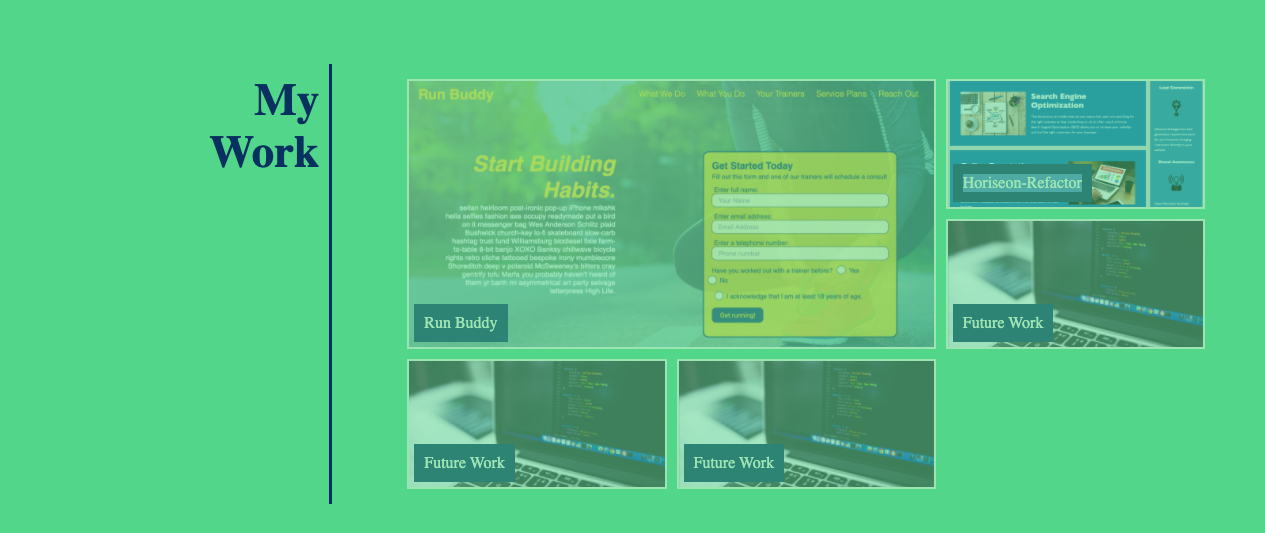 My
Work
Run Buddy
What We Do What You Do Your Trainers Service Plans Reach Out
Start Building
Habits.
seitan heirloom post-ironic pop-up iPhone mlkshk
hella selfies fashion axe occupy readymade put a bird
on it messenger bag Wes Anderson Schlitz plaid
Bushwick church-key lo-fi skateboard slow-carb
hashtag trust fund Williamsburg biodiesel fixie farm-
to-table 8-bit banjo XOXO Banksy chillwave bicycle
rights retro cliche tattooed bespoke irony mumblecore
Shoreditch deep v polaroid McSweeney's bitters cray
gentrify tofu Marfa you probably haven't heard of
them yr banh mi asymmetrical art party selvage
letterpress High Life.
Get Started Today
Fill out this form and one of our trainers will schedule a consult
Enter full name:
Your Name
Enter email address:
Email Address
Enter a telephone number:
Phone number
Have you worked out with a trainer before? Yes
No
I acknowledge that I am at least 18 years of age.
Get running!
Run Buddy
Search Engine
Optimization
Lead Generation
Brand Awareness
Horiseon-Refactor
Future Work
Future Work
Future Work